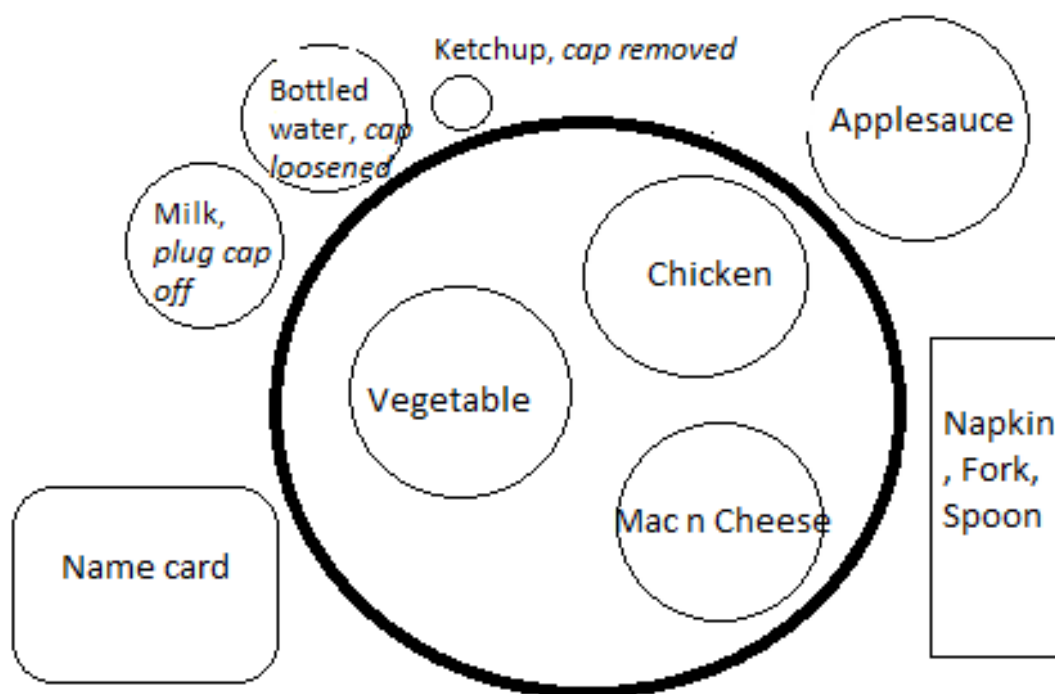 Ketchup, cap removed
Bottled
water, cap
loosened
Applesauce
Milk,
plug cap
off
Chicken
Vegetable
Napkin
, Fork,
Spoon
Mac n Cheese
Name card